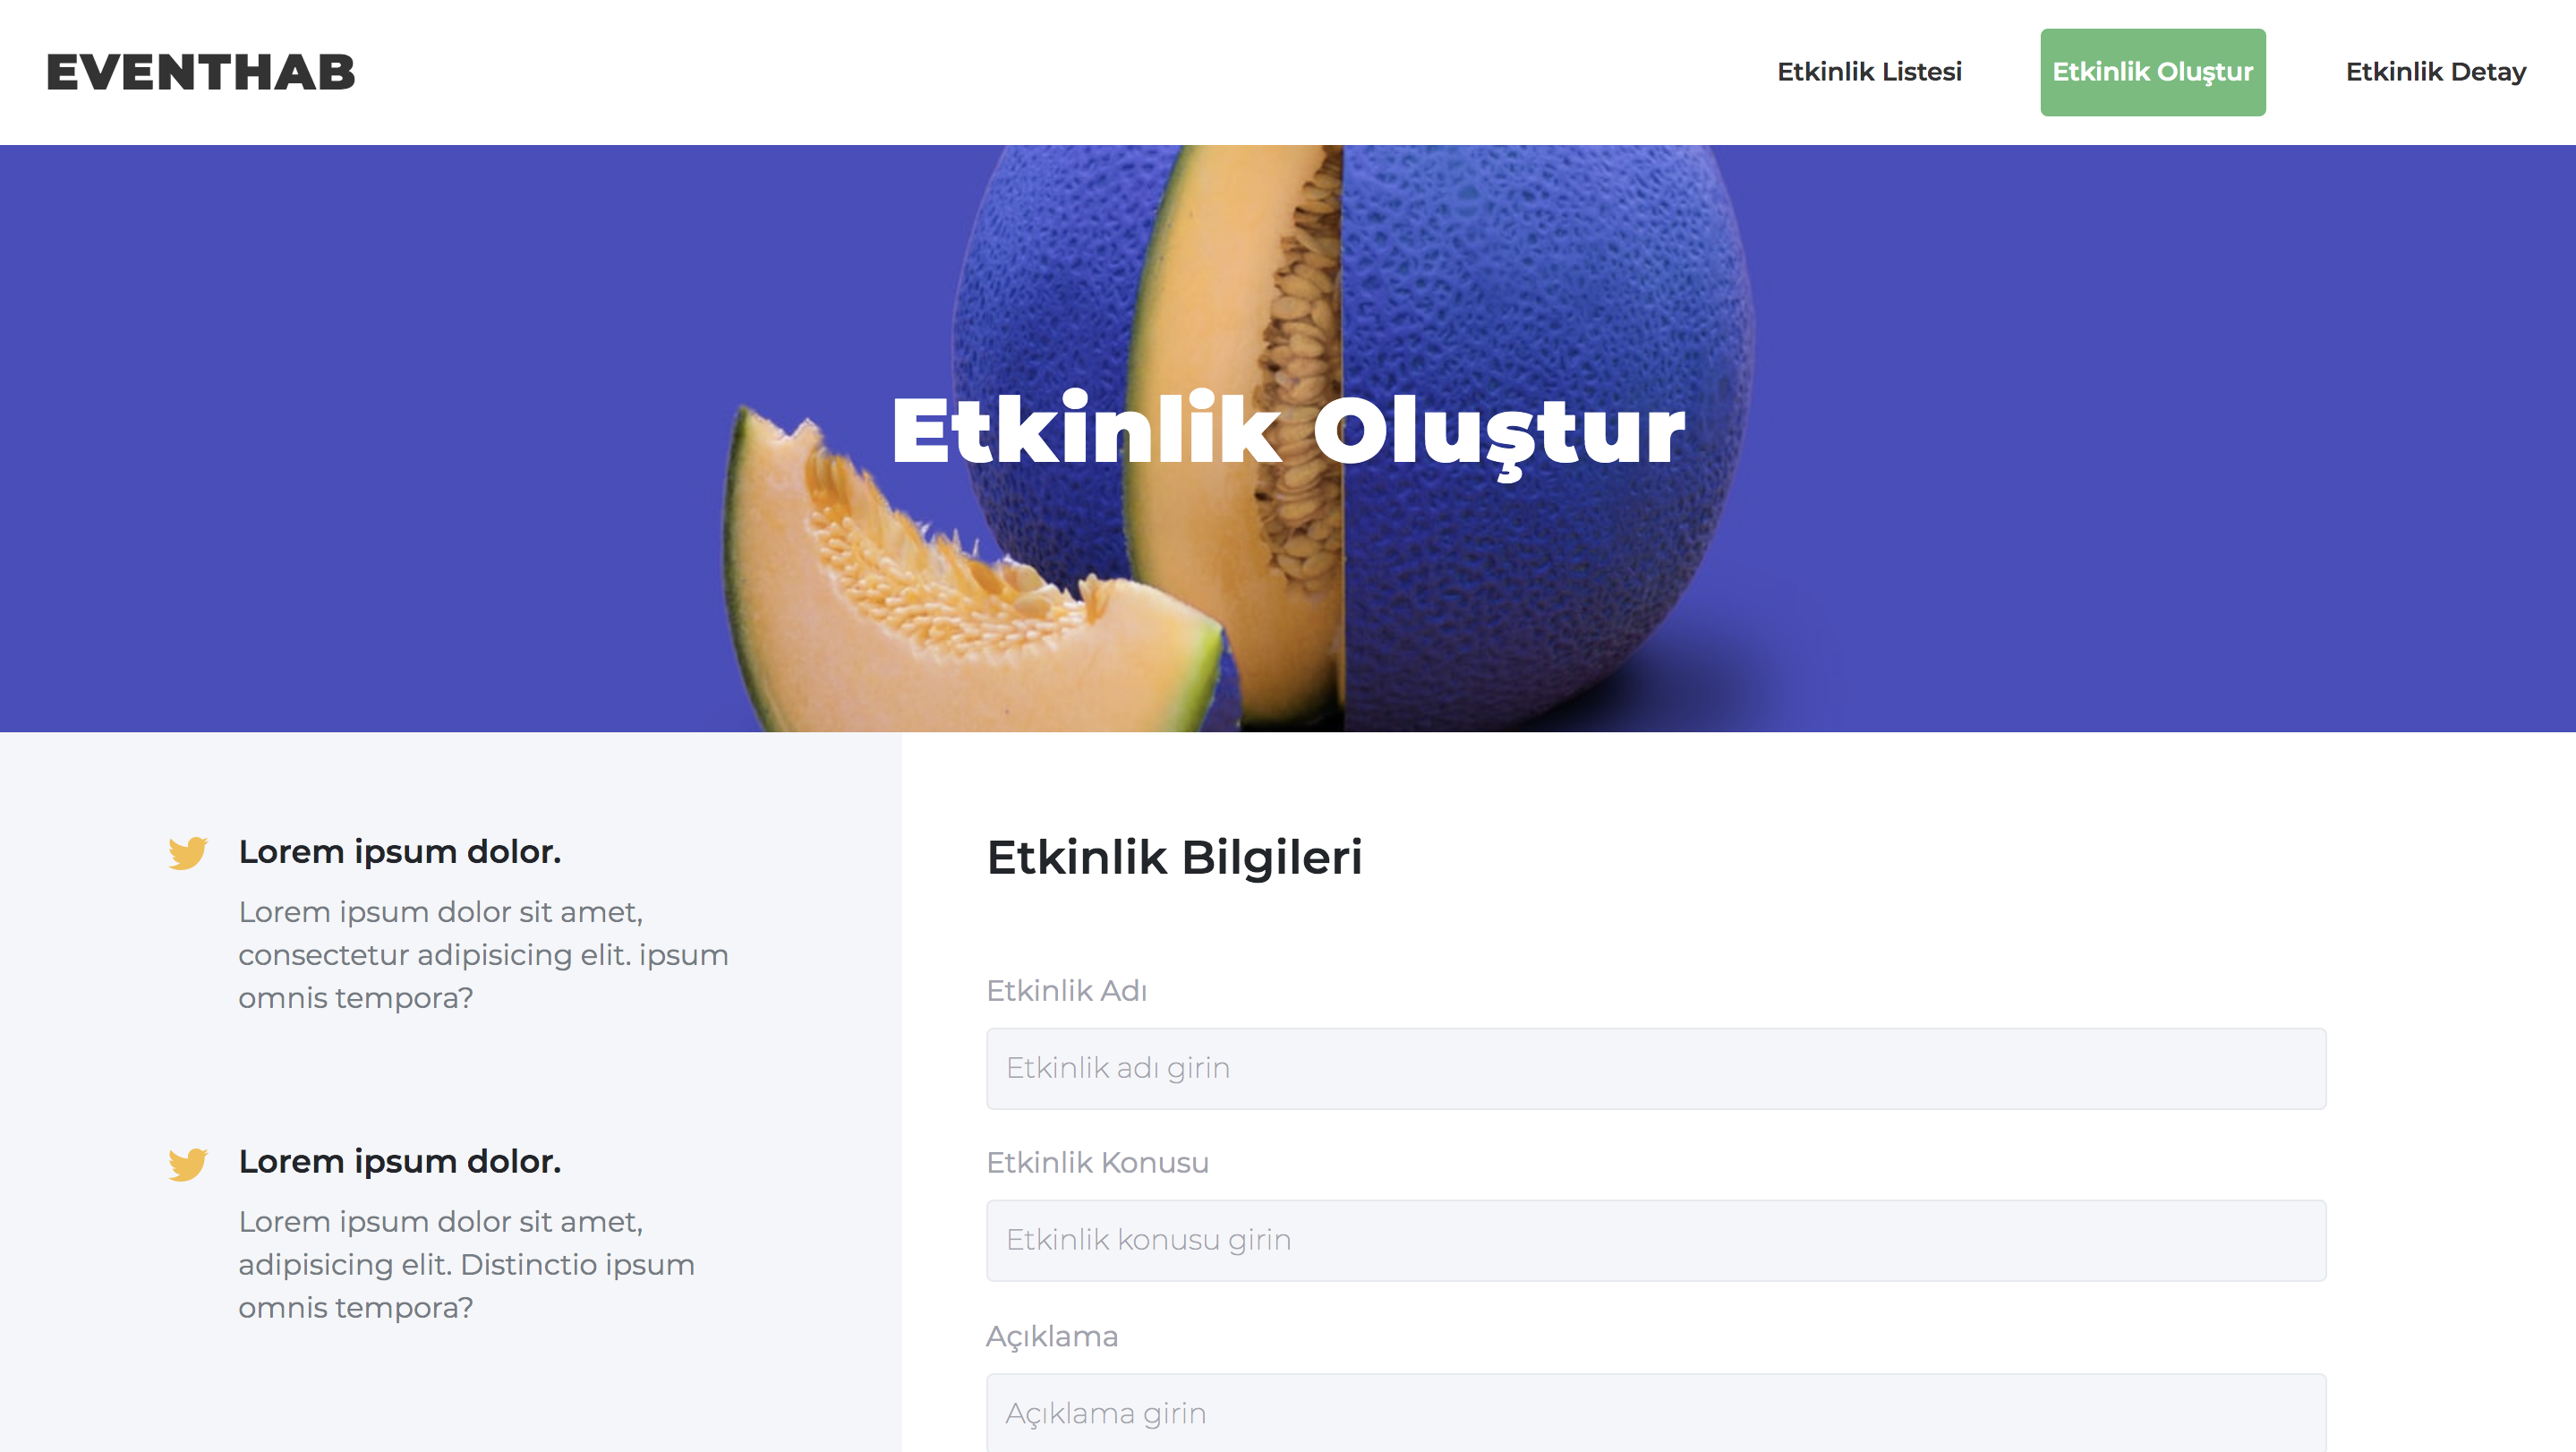 EVENTHAB
Etkinlik Listesi
Etkinlik Oluştur
Etkinlik Detay
Etkinlik Oluştur
Lorem ipsum dolor.
Lorem ipsum dolor sit amet,
consectetur adipisicing elit. ipsum
omnis tempora?
Lorem ipsum dolor.
Lorem ipsum dolor sit amet,
adipisicing elit. Distinctio ipsum
omnis tempora?
Etkinlik Bilgileri
Etkinlik Adı
Etkinlik adı girin
Etkinlik Konusu
Etkinlik konusu girin
Açıklama
Açıklama girin